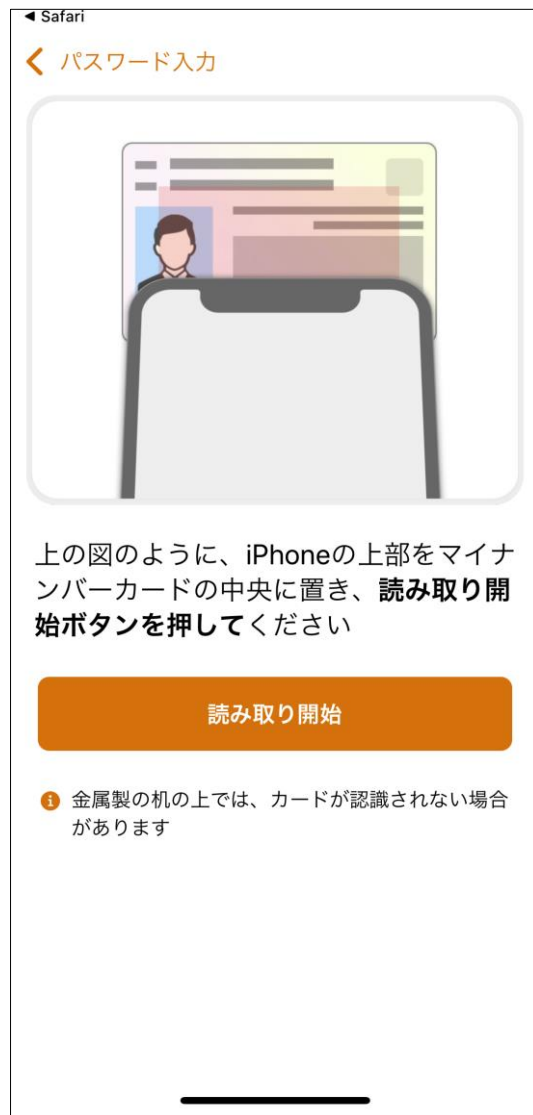 ◀ Safari
パスワード入力
上の図のように、iPhoneの上部をマイナ
ンバーカードの中央に置き、読み取り開
始ボタンを押してください
読み取り開始
金属製の机の上では、カードが認識されない場合
があります